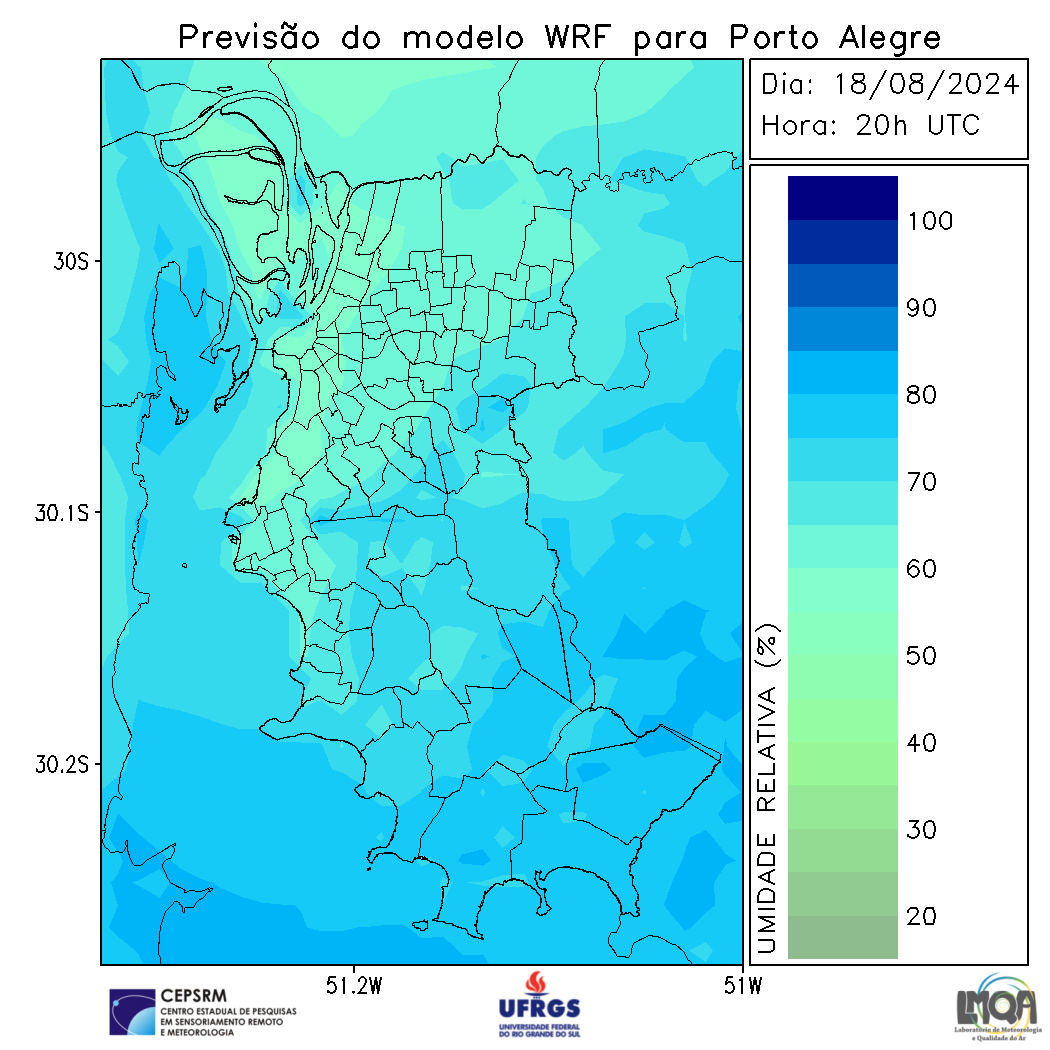 Previsão do modelo WRF para Porto Alegre
Dia: 18/08/2024
Hora: 20h UTC
30S
30.1S
30.2S
51.2W
51W
100
90
80
70
60
50
40
30
20
UMIDADE RELATIVA (%)
CEPSRM
CENTRO ESTADUAL DE PESQUISAS
EM SENSORIAMENTO REMOTO
E METEOROLOGIA
UFRGS
UNIVERSIDADE FEDERAL
DO RIO GRANDE DO SUL
LMQA
Laboratório de Meteorologia
e Qualidade do Ar